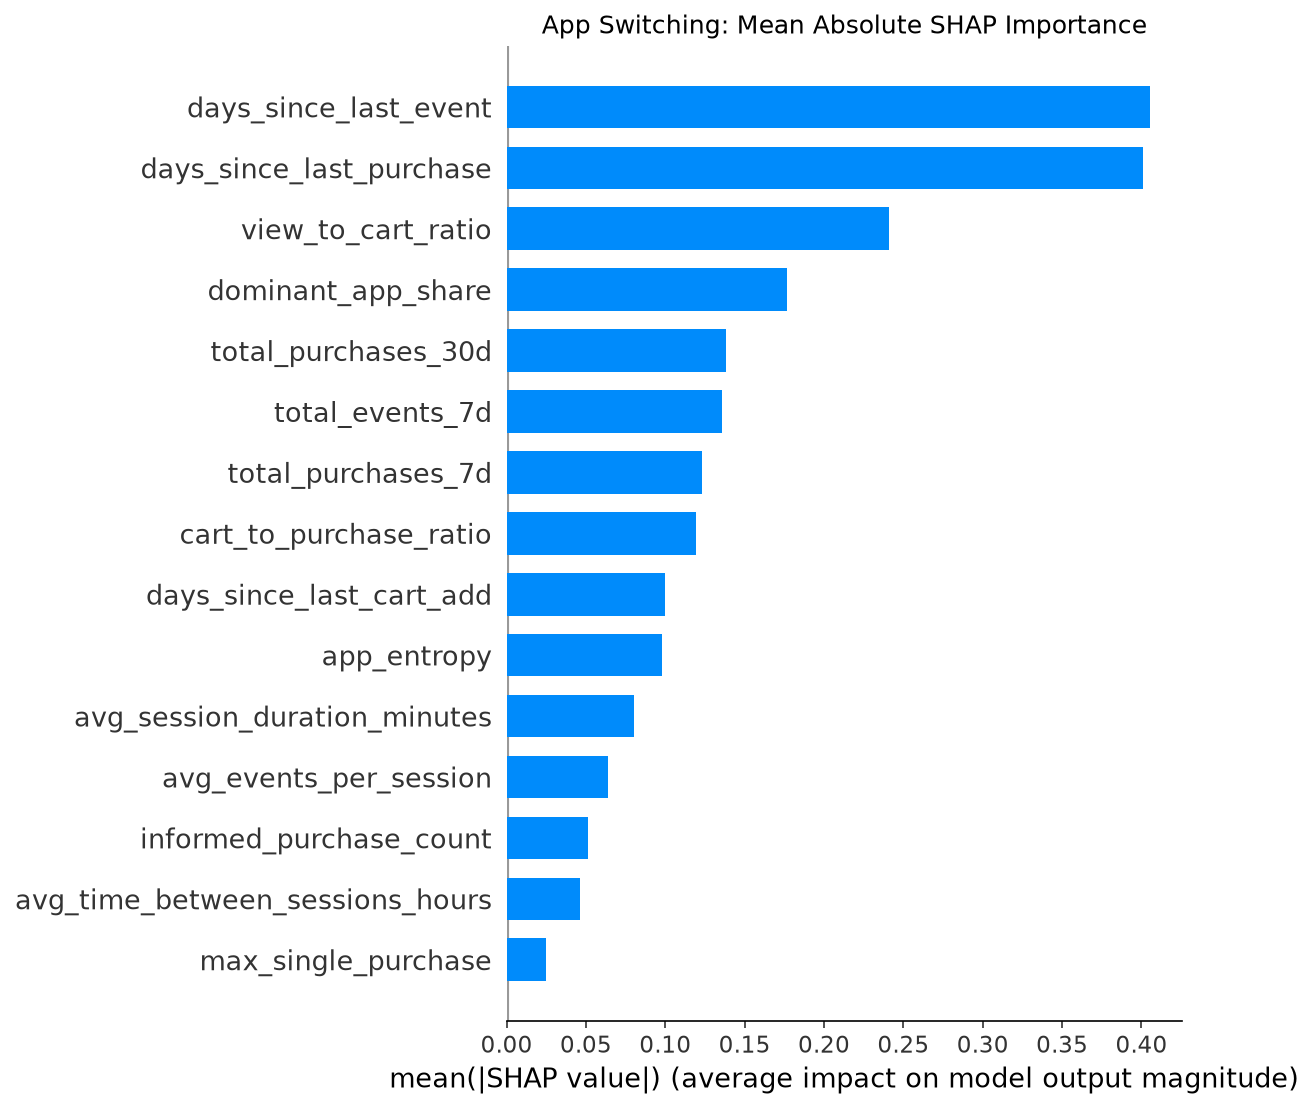 App Switching: Mean Absolute SHAP Importance
days_since_last_event
days_since_last_purchase
view_to_cart_ratio
dominant_app_share
total_purchases_30d
total_events_7d
total_purchases_7d
cart_to_purchase_ratio
days_since_last_cart_add
app_entropy
avg_session_duration_minutes
avg_events_per_session
informed_purchase_count
avg_time_between_sessions_hours
max_single_purchase
0.00 0.05 0.10 0.15 0.20 0.25 0.30 0.35 0.40
mean(|SHAP value|) (average impact on model output magnitude)